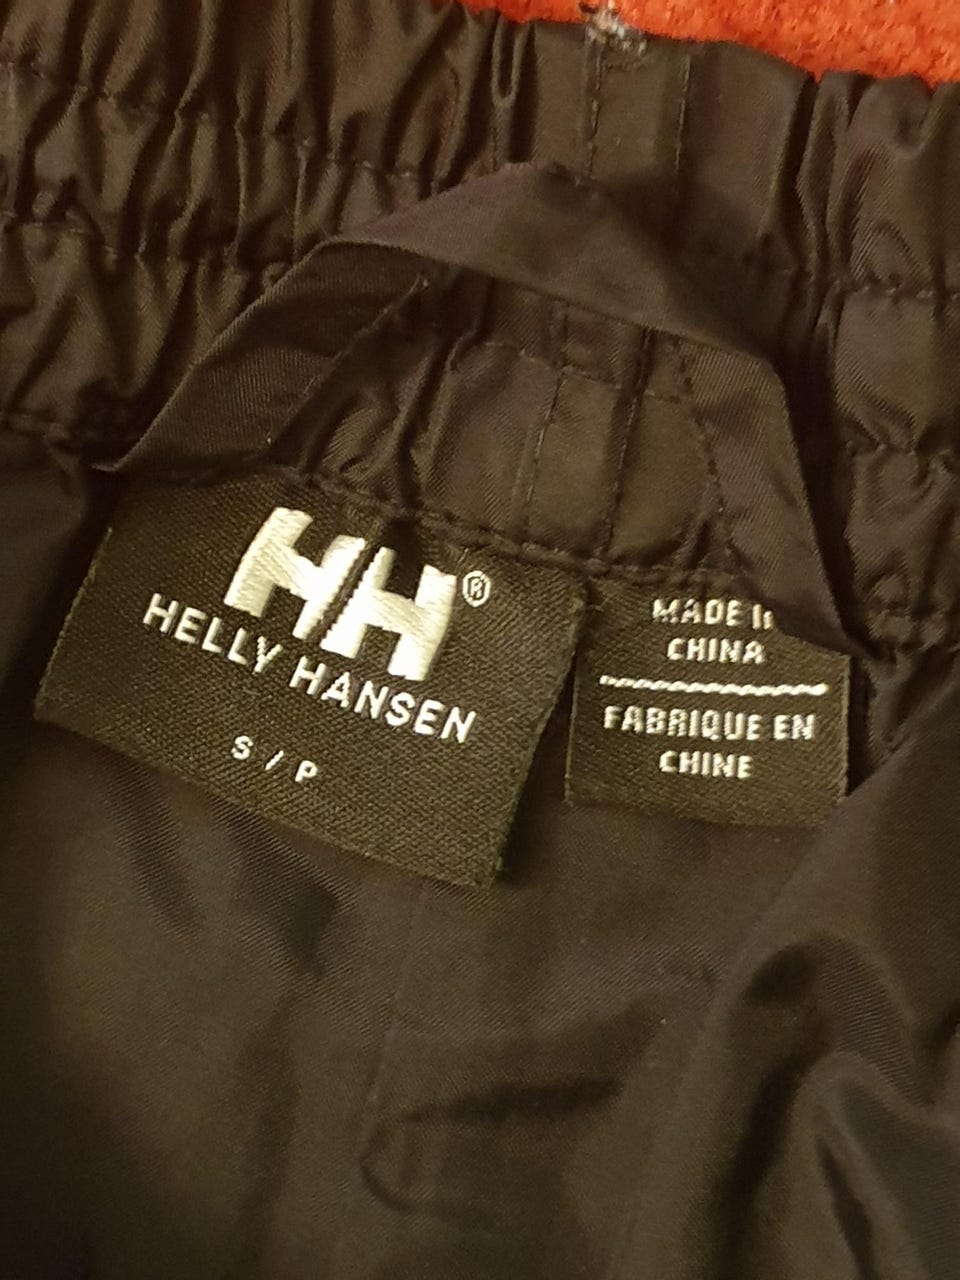 HH®
HELLY HANSEN
S / P
MADE I
CHINA
FABRIQUE EN
CHINE